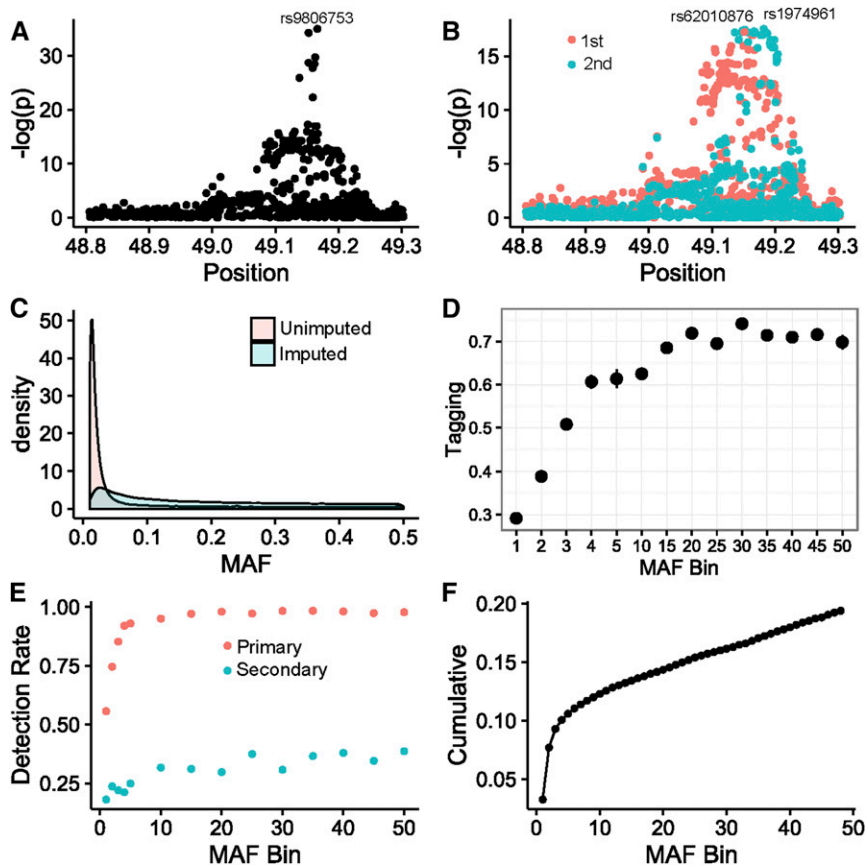 A
rs9806753
30
20
10
0
-log(p)
48.8 48.9 49.0 49.1 49.2 49.3
Position
B
rs62010876 rs1974961
1st
2nd
15
10
5
0
-log(p)
48.8 48.9 49.0 49.1 49.2 49.3
Position
C
Unimputed
Imputed
50
40
30
20
10
0
density
0.0 0.1 0.2 0.3 0.4 0.5
MAF
D
0.7
0.6
0.5
0.4
0.3
Tagging
1 2 3 4 5 10 15 20 25 30 35 40 45 50
MAF Bin
E
1.00
0.75
0.50
0.25
Detection Rate
Primary
Secondary
0 10 20 30 40 50
MAF Bin
F
0.20
0.15
0.10
0.05
Cumulative
0 10 20 30 40 50
MAF Bin